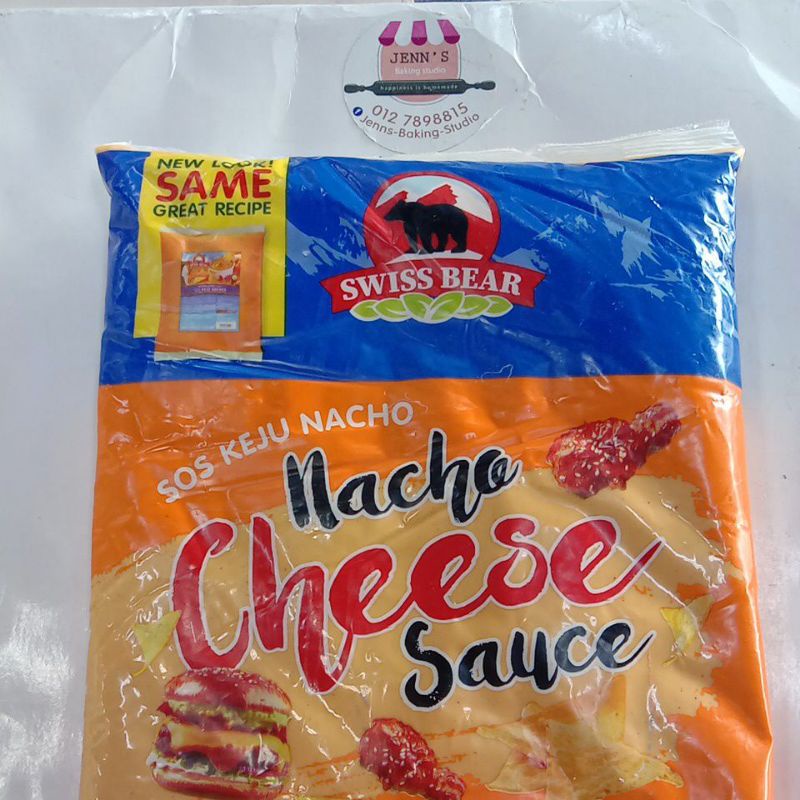 JENN'S
Baking studio
happiness is homemade
012 7898815
Jenns-Baking-Studio
NEW LOOK!
SAME
GREAT RECIPE
SWISS BEAR
SOS KEJU NACHO
Nacho
Cheese
Sauce